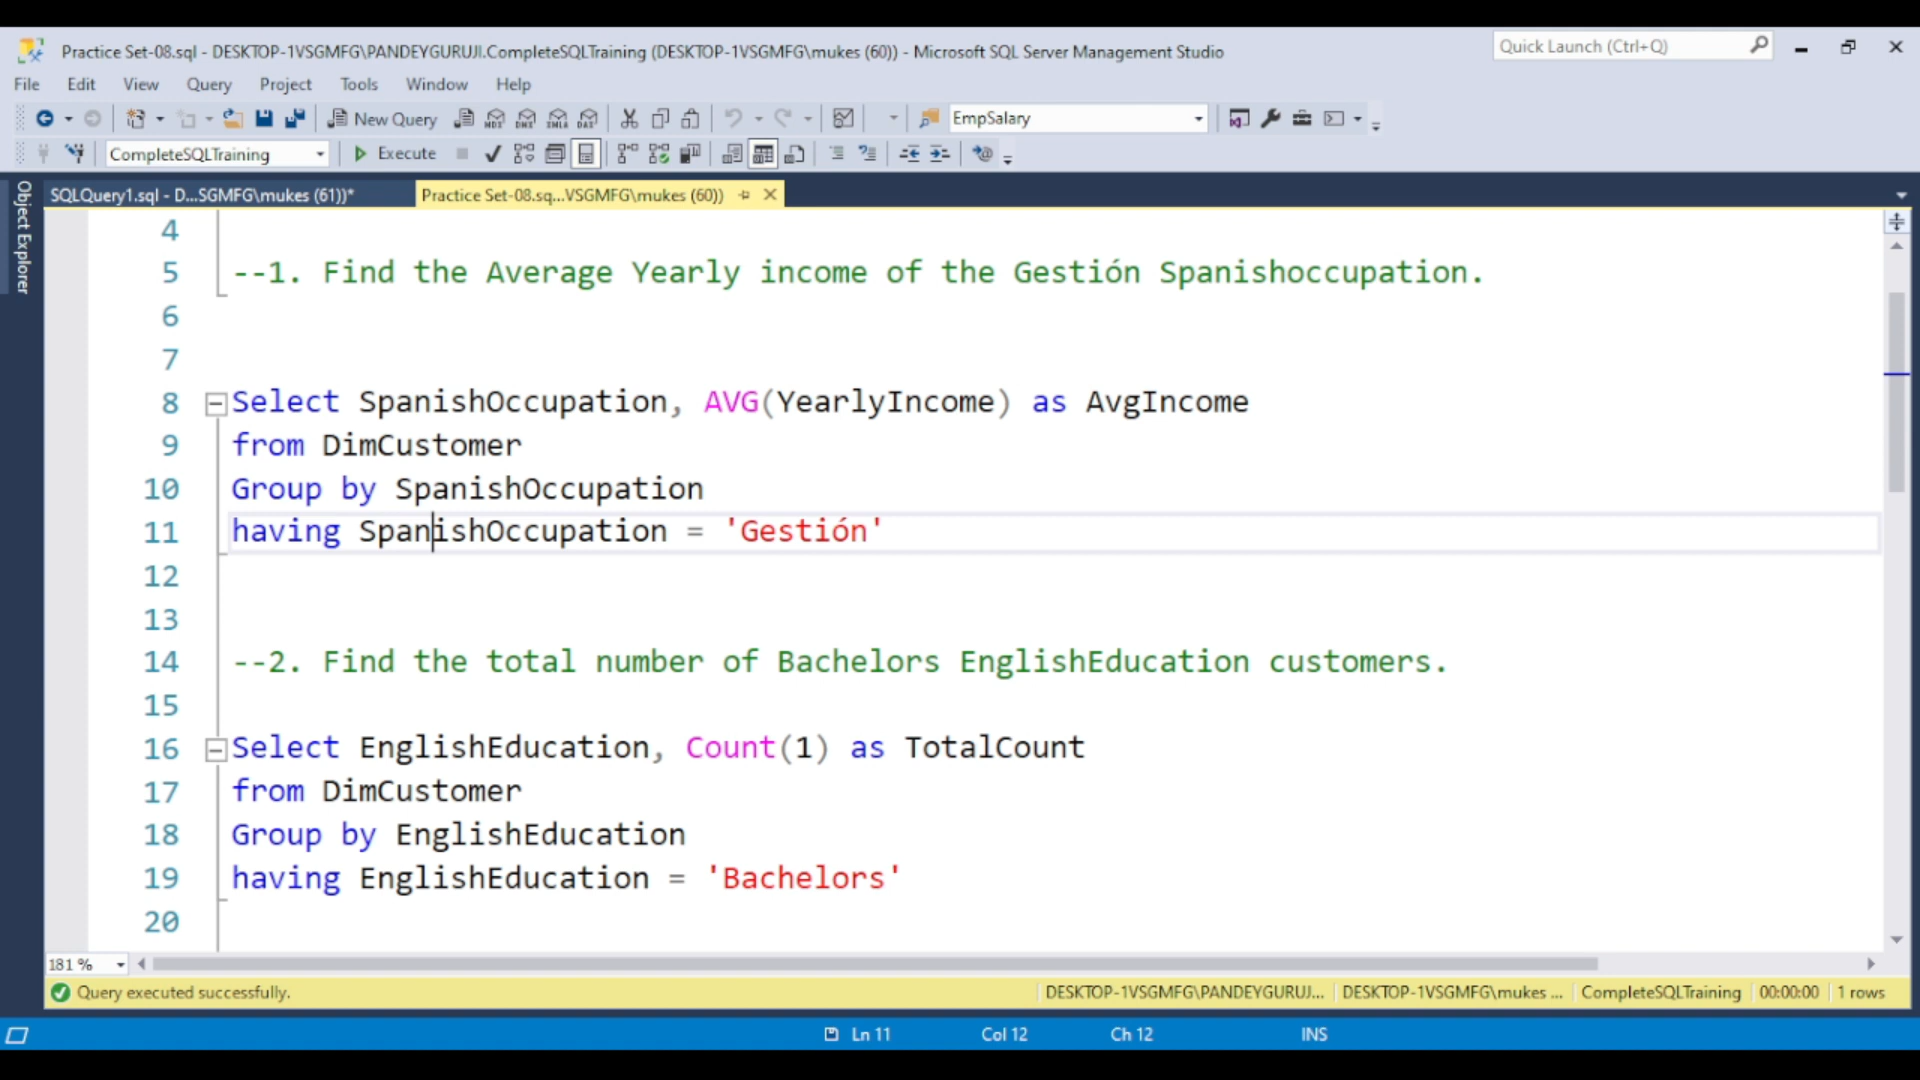 Practice Set-08.sql - DESKTOP-1VSGMFG\PANDEYGURUJI.CompleteSQLTraining (DESKTOP-1VSGMFG\mukes (60)) - Microsoft SQL Server Management Studio
Quick Launch (Ctrl+Q)
File Edit View Query Project Tools Window Help
New Query
EmpSalary
CompleteSQLTraining
Execute
SQLQuery1.sql - D...SGMFG\mukes (61))*
Practice Set-08.sq...VSGMFG\mukes (60))
Object Explorer
4
5 --1. Find the Average Yearly income of the Gestión Spanishoccupation.
6
7
8 Select SpanishOccupation, AVG(YearlyIncome) as AvgIncome
9 from DimCustomer
10 Group by SpanishOccupation
11 having SpanishOccupation = 'Gestión'
12
13
14 --2. Find the total number of Bachelors EnglishEducation customers.
15
16 Select EnglishEducation, Count(1) as TotalCount
17 from DimCustomer
18 Group by EnglishEducation
19 having EnglishEducation = 'Bachelors'
20
181 %
Query executed successfully.
DESKTOP-1VSGMFG\PANDEYGURUJ... DESKTOP-1VSGMFG\mukes ... CompleteSQLTraining 00:00:00 1 rows
Ln 11 Col 12 Ch 12 INS